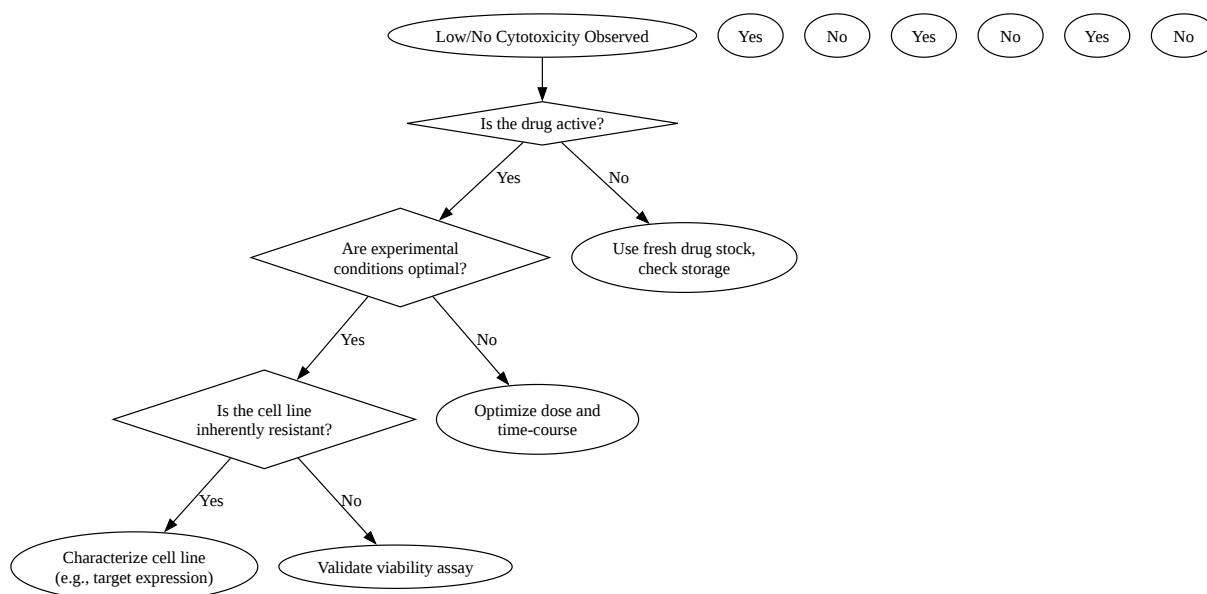 Low/No Cytotoxicity Observed
Yes
No
Yes
No
Yes
No
Is the drug active?
Yes
No
Are experimental
conditions optimal?
Use fresh drug stock,
check storage
Yes
No
Is the cell line
inherently resistant?
Optimize dose and
time-course
Yes
No
Characterize cell line
(e.g., target expression)
Validate viability assay